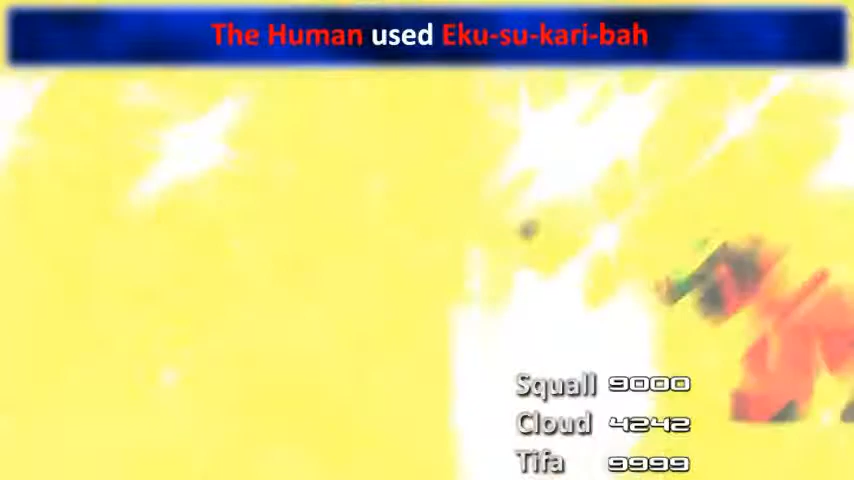 The Human used Eku-su-kari-bah
Squall 9000
Cloud 4242
Tifa 9999